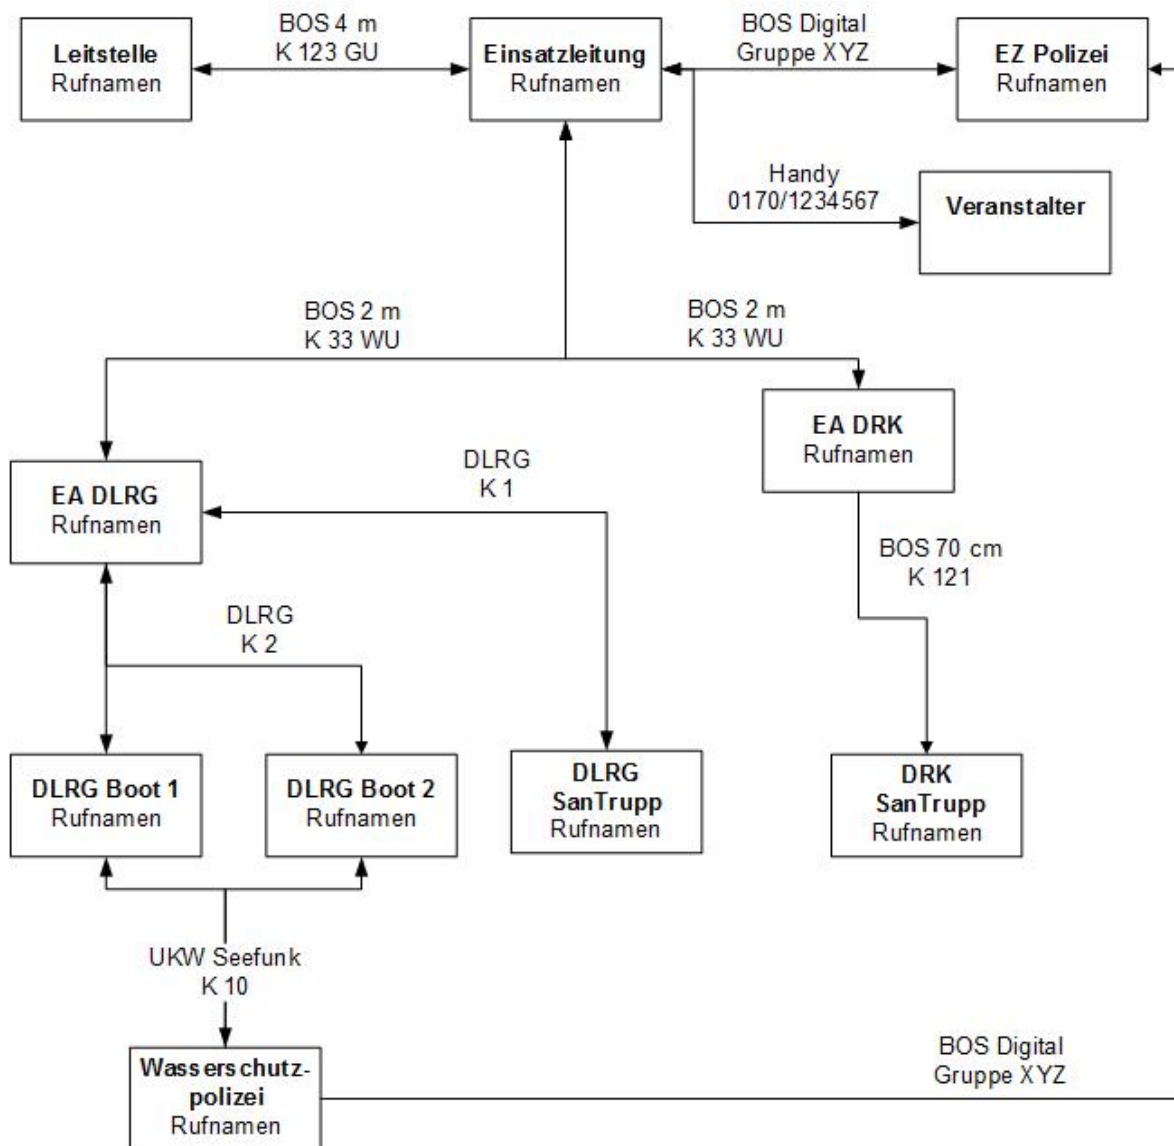 BOS 4 m
K 123 GU
BOS Digital
Gruppe XYZ
Leitstelle
Rufnamen
Einsatzleitung
Rufnamen
EZ Polizei
Rufnamen
Handy
0170/1234567
Veranstalter
BOS 2 m
K 33 WU
BOS 2 m
K 33 WU
EA DRK
Rufnamen
EA DLRG
Rufnamen
DLRG
K 1
BOS 70 cm
K 121
DLRG
K 2
DLRG Boot 1
Rufnamen
DLRG Boot 2
Rufnamen
DLRG
SanTrupp
Rufnamen
DRK
SanTrupp
Rufnamen
UKW Seefunk
K 10
Wasserschutz-
polizei
Rufnamen
BOS Digital
Gruppe XYZ